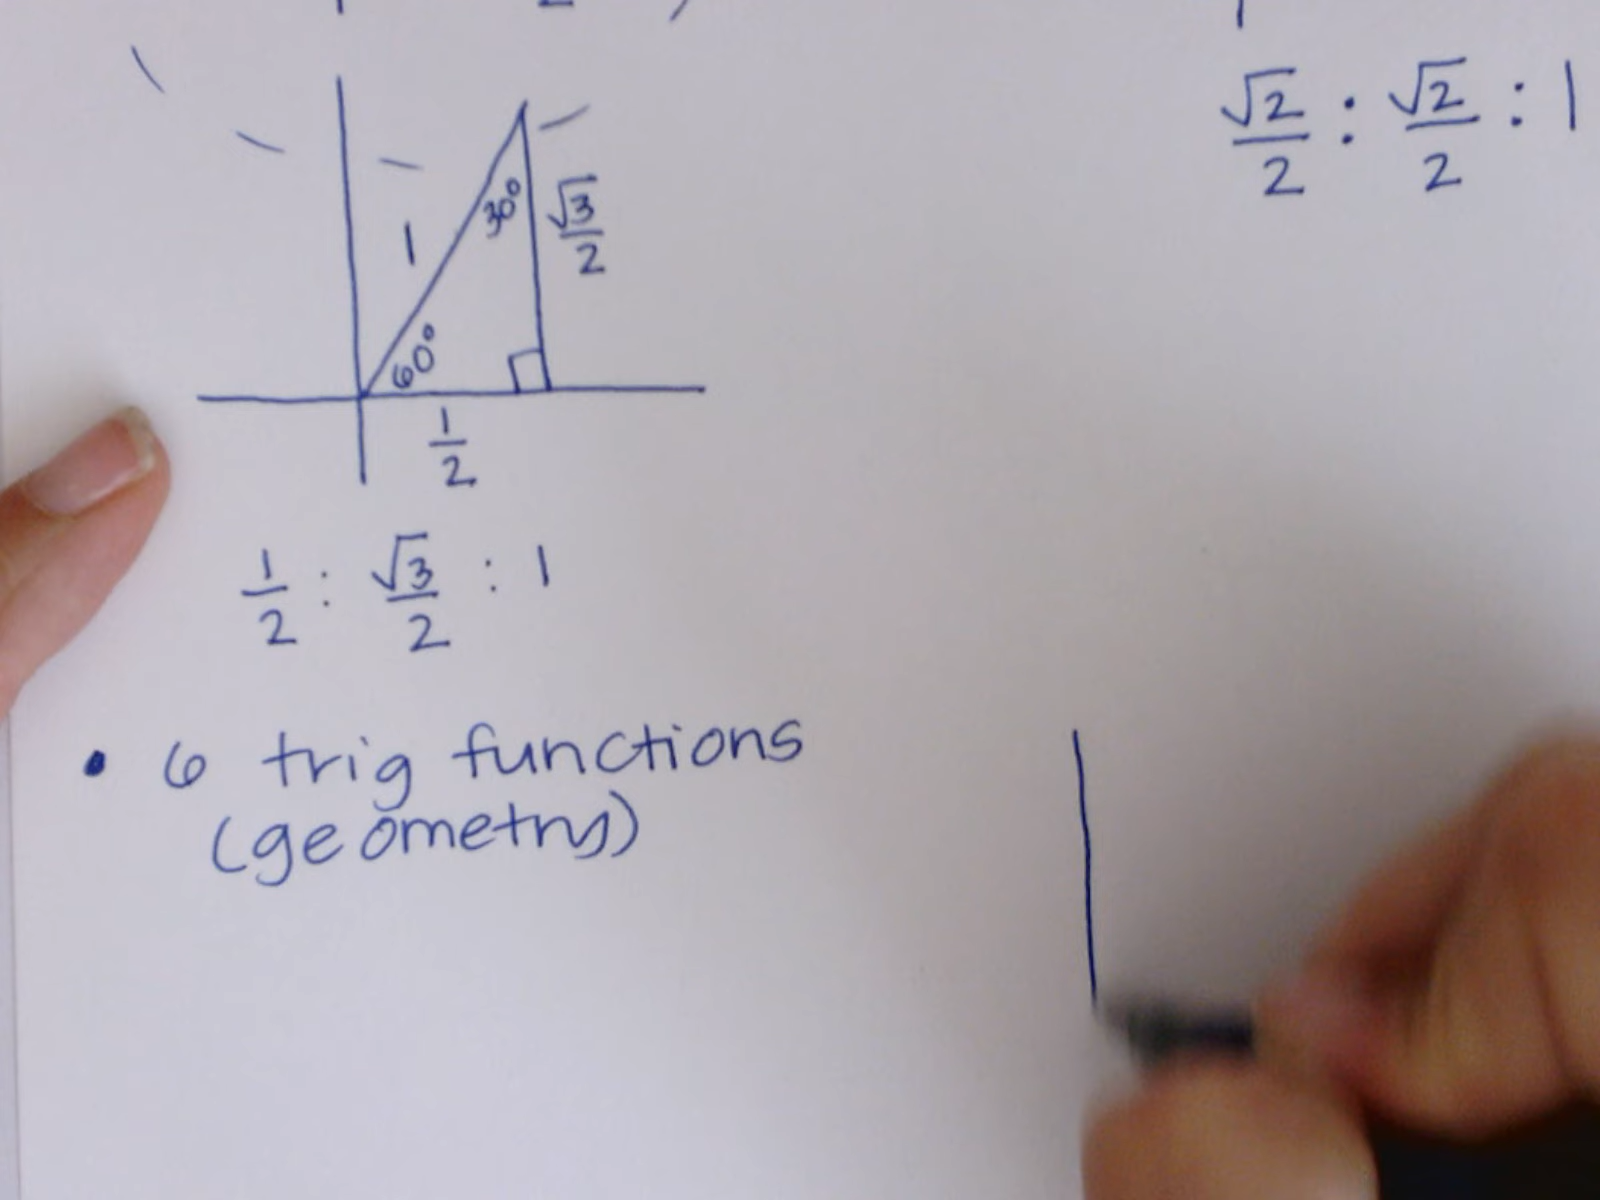 √2/2 : √2/2 : 1
1
30°
√3/2
60°
1/2
1/2 : √3/2 : 1
• 6 trig functions
(geometry)